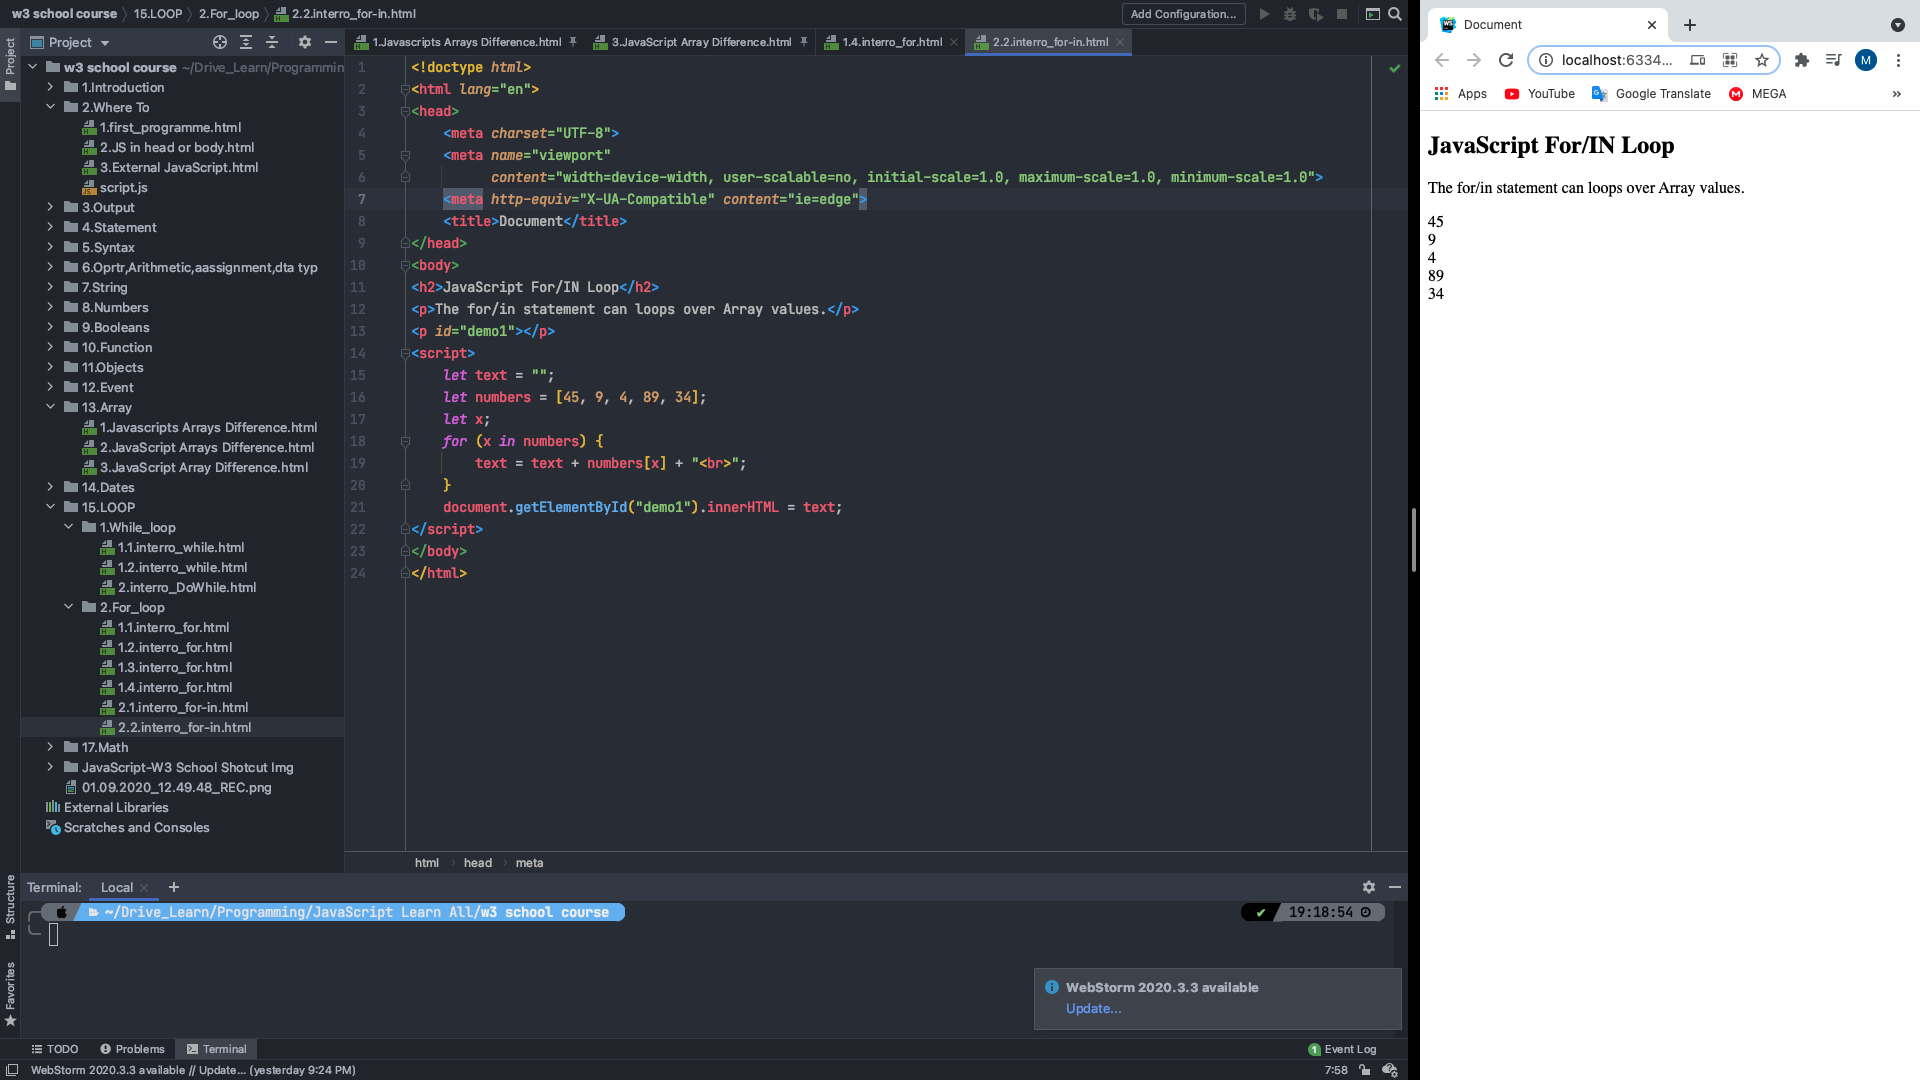 w3 school course 15.LOOP 2.For_loop 2.2.interro_for-in.html
Add Configuration...
Project
1.Javascripts Arrays Difference.html 3.JavaScript Array Difference.html 1.4.interro_for.html 2.2.interro_for-in.html
Project
w3 school course ~/Drive_Learn/Programmin
1.Introduction
2.Where To
1.first_programme.html
2.JS in head or body.html
3.External JavaScript.html
script.js
3.Output
4.Statement
5.Syntax
6.Oprtr,Arithmetic,aassignment,dta typ
7.String
8.Numbers
9.Booleans
10.Function
11.Objects
12.Event
13.Array
1.Javascripts Arrays Difference.html
2.JavaScript Arrays Difference.html
3.JavaScript Array Difference.html
14.Dates
15.LOOP
1.While_loop
1.1.interro_while.html
1.2.interro_while.html
2.interro_DoWhile.html
2.For_loop
1.1.interro_for.html
1.2.interro_for.html
1.3.interro_for.html
1.4.interro_for.html
2.1.interro_for-in.html
2.2.interro_for-in.html
17.Math
JavaScript-W3 School Shotcut Img
01.09.2020_12.49.48_REC.png
External Libraries
Scratches and Consoles
1 <!doctype html>
2 <html lang="en">
3 <head>
4 <meta charset="UTF-8">
5 <meta name="viewport"
6 content="width=device-width, user-scalable=no, initial-scale=1.0, maximum-scale=1.0, minimum-scale=1.0">
7 <meta http-equiv="X-UA-Compatible" content="ie=edge">
8 <title>Document</title>
9 </head>
10 <body>
11 <h2>JavaScript For/IN Loop</h2>
12 <p>The for/in statement can loops over Array values.</p>
13 <p id="demo1"></p>
14 <script>
15 let text = "";
16 let numbers = [45, 9, 4, 89, 34];
17 let x;
18 for (x in numbers) {
19 text = text + numbers[x] + "<br>";
20 }
21 document.getElementById("demo1").innerHTML = text;
22 </script>
23 </body>
24 </html>
html head meta
Terminal: Local
~/Drive_Learn/Programming/JavaScript Learn All/w3 school course
19:18:54
Structure
Favorites
WebStorm 2020.3.3 available
Update...
TODO Problems Terminal
1 Event Log
WebStorm 2020.3.3 available // Update... (yesterday 9:24 PM)
7:58
WS Document
localhost:6334...
M
Apps YouTube Google Translate MEGA
JavaScript For/IN Loop
The for/in statement can loops over Array values.
45
9
4
89
34